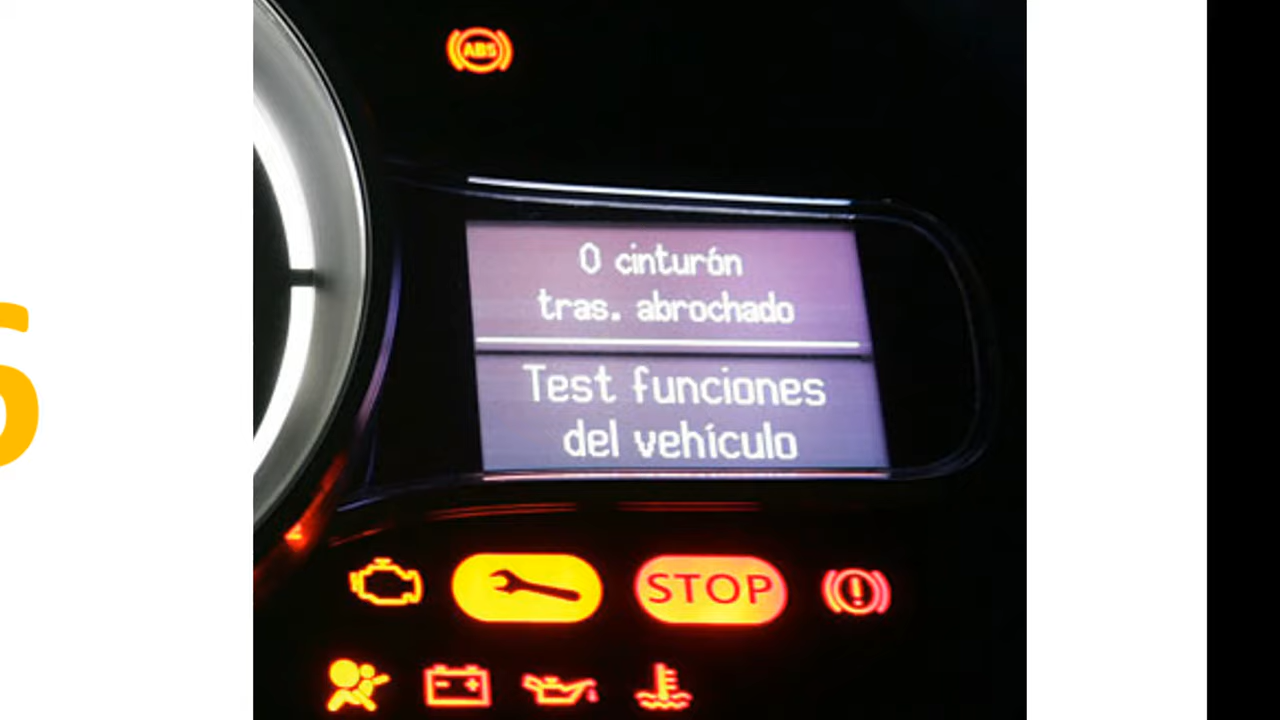 ABS
0 cinturón
tras. abrochado
Test funciones
del vehículo
STOP